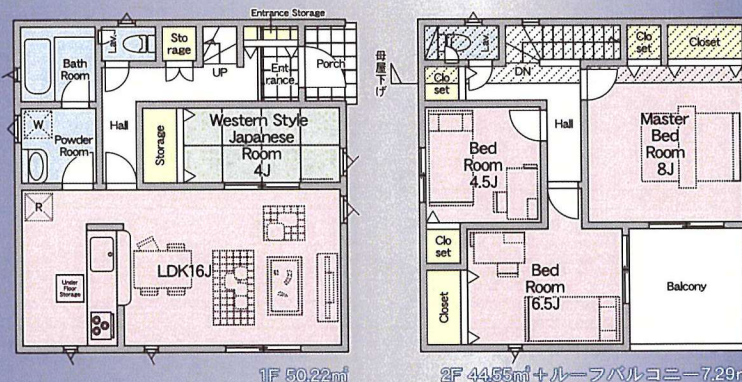 Entrance Storage
Lav.
Sto
rage
Bath
Room
UP
Ent
rance
Porch
W
Powder
Room
Hall
Storage
Western Style
Japanese
Room
4J
R
LDK16J
Under
Floor
Storage
1F 50.22㎡
母屋下げ
Lav.
DN
Clo
set
Closet
Clo
set
Hall
Master
Bed
Room
8J
Bed
Room
4.5J
Clo
set
Closet
Bed
Room
6.5J
Balcony
2F 44.55㎡+ルーフバルコニー7.29㎡